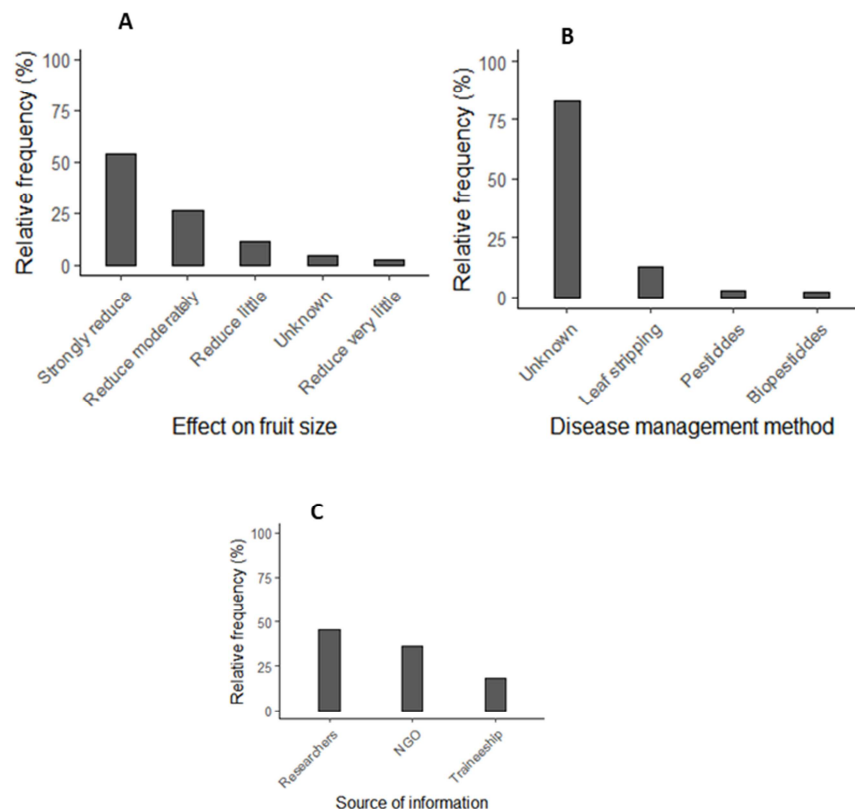 A
Relative frequency (%)
100
75
50
25
0
Strongly reduce
Reduce moderately
Reduce little
Unknown
Reduce very little
Effect on fruit size
B
Relative frequency (%)
100
75
50
25
0
Unknown
Leaf stripping
Pesticides
Biopesticides
Disease management method
C
Relative frequency (%)
100
75
50
25
0
Researchers
NGO
Traineeship
Source of information